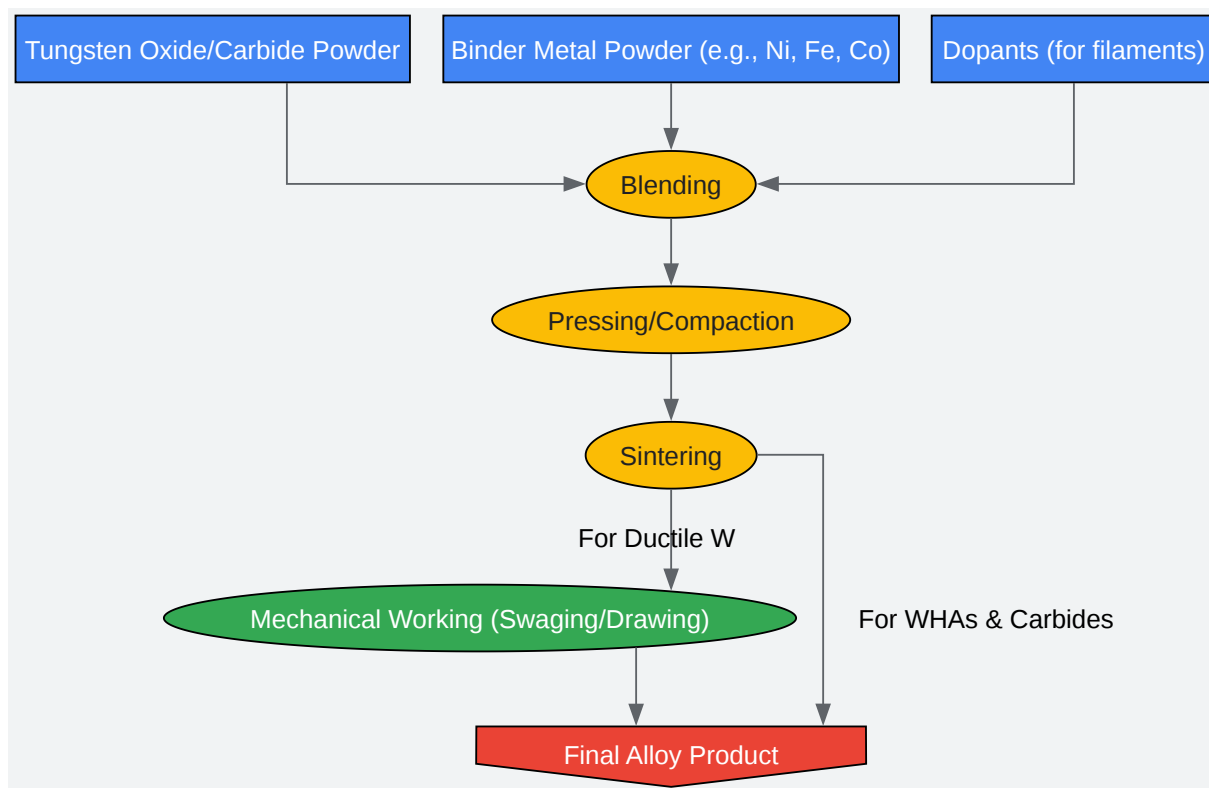 Tungsten Oxide/Carbide Powder
Binder Metal Powder (e.g., Ni, Fe, Co)
Dopants (for filaments)
Blending
Pressing/Compaction
Sintering
For Ductile W
Mechanical Working (Swaging/Drawing)
For WHAs & Carbides
Final Alloy Product